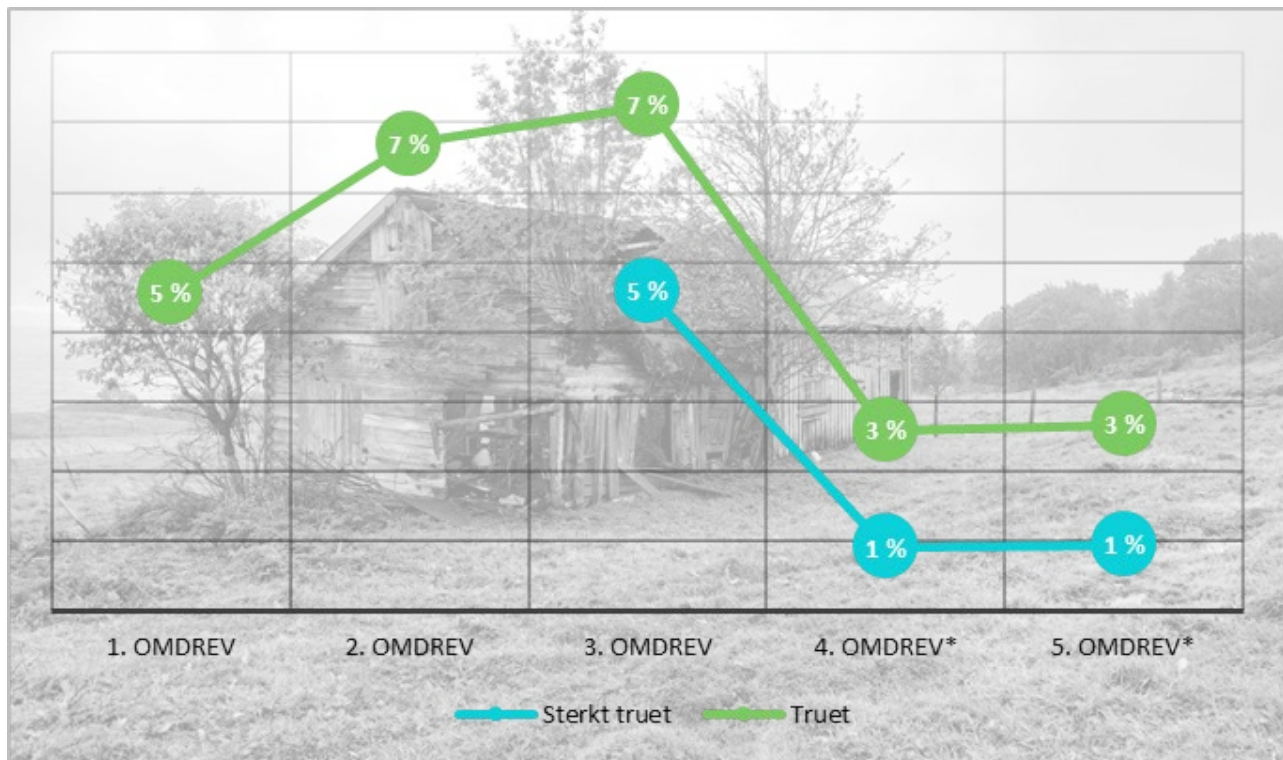 7 %
7 %
5 %
5 %
3 %
3 %
1 %
1 %
1. OMDREV
2. OMDREV
3. OMDREV
4. OMDREV*
5. OMDREV*
Sterkt truet
Truet